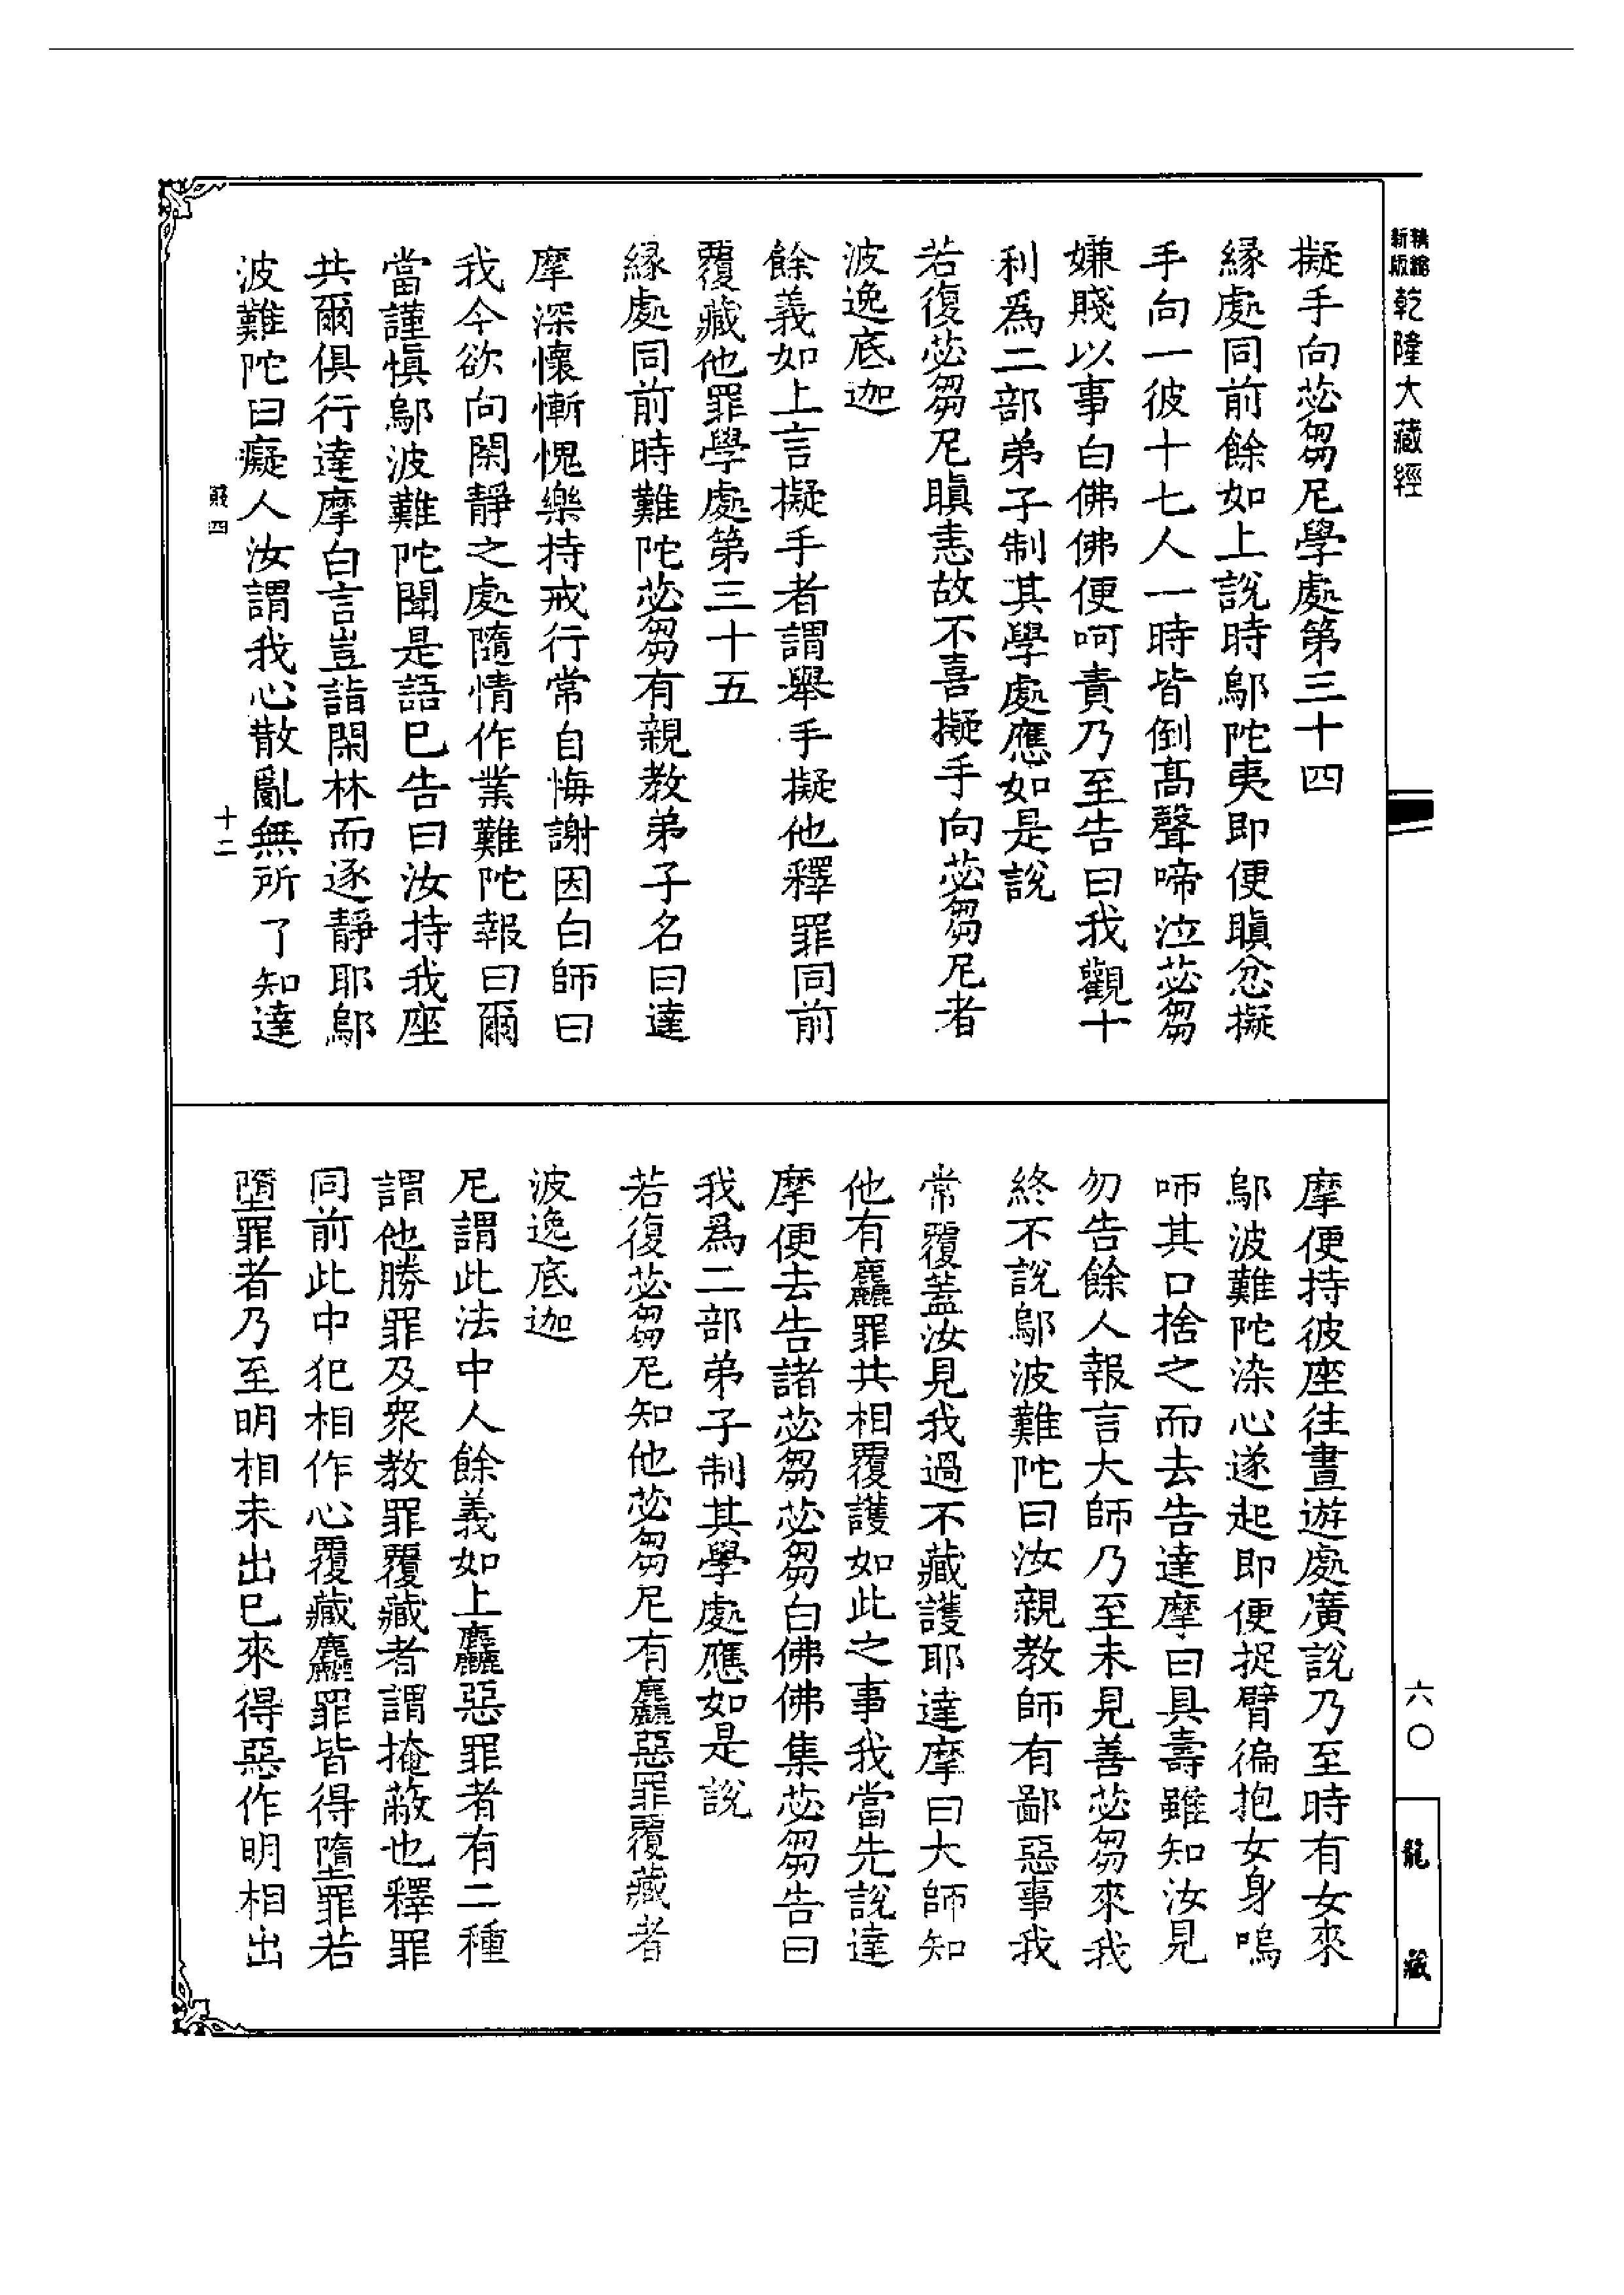 精縮新版乾隆大藏經
擬手向苾芻尼學處第三十四
緣處同前餘如上說時鄔陀夷即便瞋忿擬
手向一彼十七人一時皆倒高聲啼泣苾芻
嫌賤以事白佛佛便呵責乃至告曰我觀十
利爲二部弟子制其學處應如是說
若復苾芻尼瞋恚故不喜擬手向苾芻尼者
波逸底迦
餘義如上言擬手者謂舉手擬他釋罪同前
覆藏他罪學處第三十五
緣處同前時難陀苾芻有親教弟子名曰達
摩深懷慚愧樂持戒行常自悔謝因白師曰
我今欲向閑靜之處隨情作業難陀報曰爾
當謹慎鄔波難陀聞是語已告曰汝持我座
共爾俱行達摩白言豈詣閑林而逐靜耶鄔
波難陀曰癡人汝謂我心散亂無所了知達
摩便持彼座往晝遊處廣說乃至時有女來
鄔波難陀染心遂起即便捉臂徧抱女身嗚
咂其口捨之而去告達摩曰具壽雖知汝見
勿告餘人報言大師乃至未見善苾芻來我
終不說鄔波難陀曰汝親教師有鄙惡事我
常覆蓋汝見我過不藏護耶達摩曰大師知
他有麤罪共相覆護如此之事我當先說達
摩便去告諸苾芻苾芻白佛佛集苾芻告曰
我爲二部弟子制其學處應如是說
若復苾芻尼知他苾芻尼有麤惡罪覆藏者
波逸底迦
尼謂此法中人餘義如上麤惡罪者有二種
謂他勝罪及衆教罪覆藏者謂掩蔽也釋罪
同前此中犯相作心覆藏麤罪皆得墮罪若
墮罪者乃至明相未出已來得惡作明相出
十二
六〇
龍藏